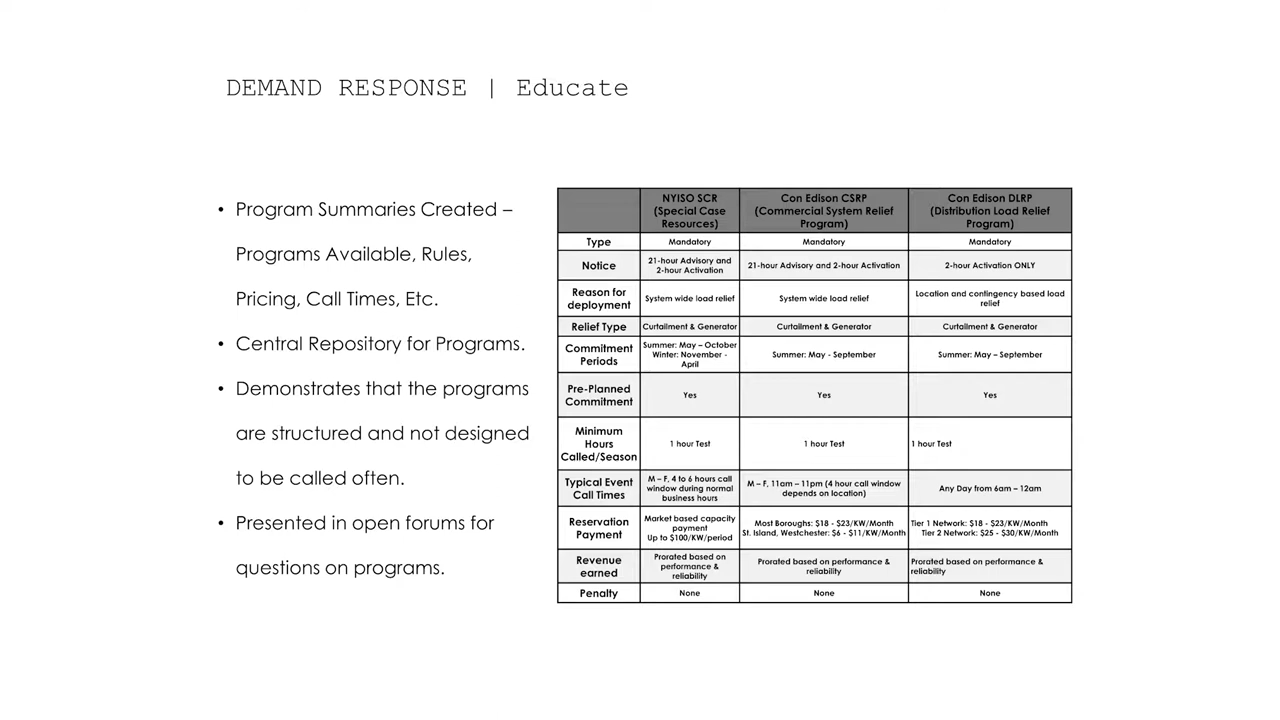 DEMAND RESPONSE | Educate
• Program Summaries Created –
Programs Available, Rules,
Pricing, Call Times, Etc.
• Central Repository for Programs.
• Demonstrates that the programs
are structured and not designed
to be called often.
• Presented in open forums for
questions on programs.
NYISO SCR
(Special Case
Resources)
Con Edison CSRP
(Commercial System Relief
Program)
Con Edison DLRP
(Distribution Load Relief
Program)
Type
Mandatory
Mandatory
Mandatory
Notice
21-hour Advisory and
2-hour Activation
21-hour Advisory and 2-hour Activation
2-hour Activation ONLY
Reason for
deployment
System wide load relief
System wide load relief
Location and contingency based load
relief
Relief Type
Curtailment & Generator
Curtailment & Generator
Curtailment & Generator
Commitment
Periods
Summer: May – October
Winter: November -
April
Summer: May - September
Summer: May – September
Pre-Planned
Commitment
Yes
Yes
Yes
Minimum
Hours
Called/Season
1 hour Test
1 hour Test
1 hour Test
Typical Event
Call Times
M – F, 4 to 6 hours call
window during normal
business hours
M – F, 11am – 11pm (4 hour call window
depends on location)
Any Day from 6am – 12am
Reservation
Payment
Market based capacity
payment
Up to $100/KW/period
Most Boroughs: $18 - $23/KW/Month
St. Island, Westchester: $6 - $11/KW/Month
Tier 1 Network: $18 - $23/KW/Month
Tier 2 Network: $25 - $30/KW/Month
Revenue
earned
Prorated based on
performance &
reliability
Prorated based on performance &
reliability
Prorated based on performance &
reliability
Penalty
None
None
None